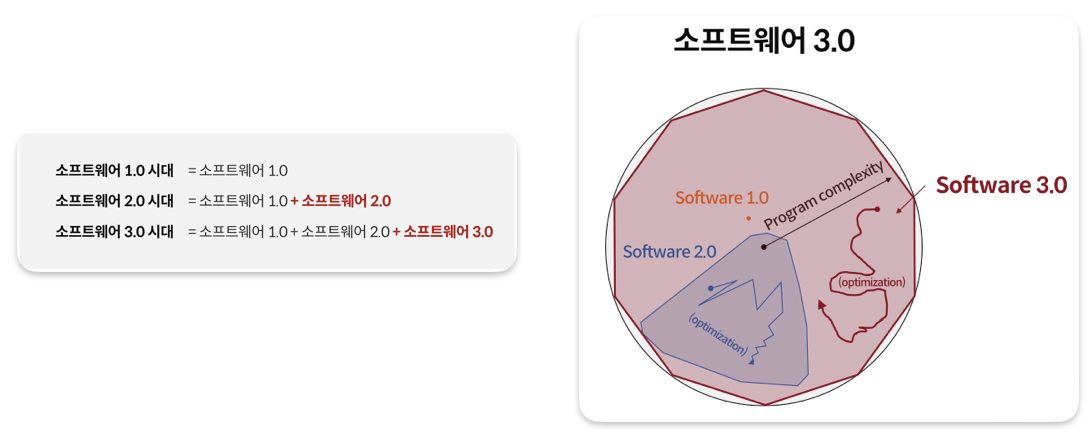 소프트웨어 1.0 시대 = 소프트웨어 1.0
소프트웨어 2.0 시대 = 소프트웨어 1.0 + 소프트웨어 2.0
소프트웨어 3.0 시대 = 소프트웨어 1.0 + 소프트웨어 2.0 + 소프트웨어 3.0
소프트웨어 3.0
Software 3.0
Software 1.0
Program complexity
Software 2.0
(optimization)
(optimization)